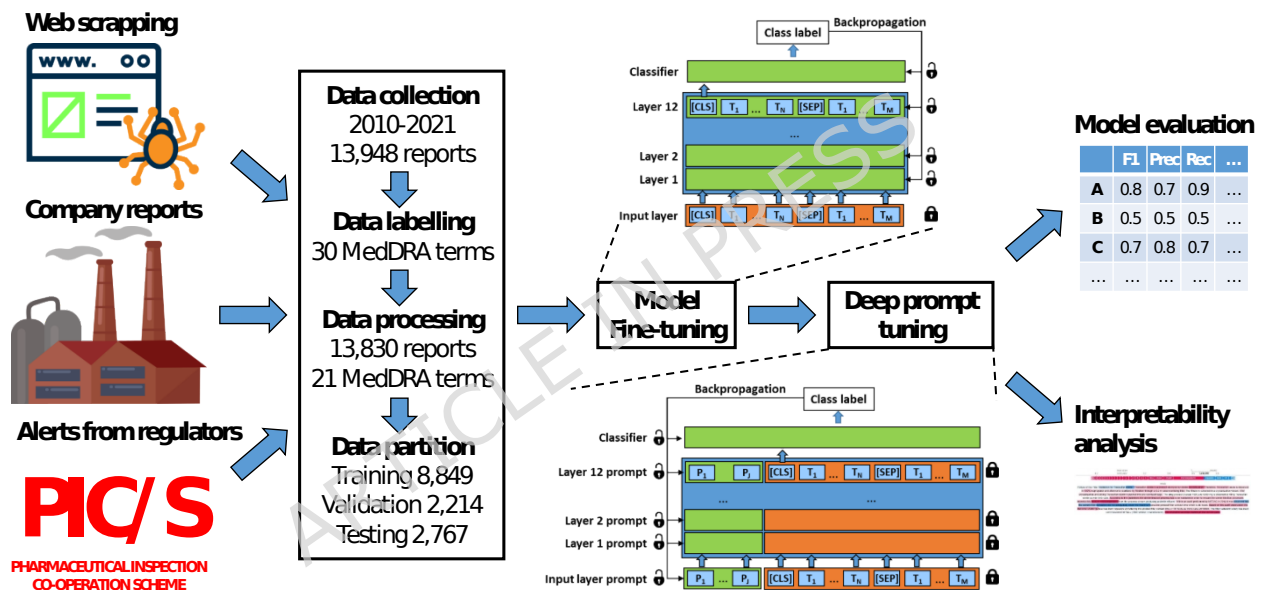 Web scrapping
www.
Company reports
Alerts from regulators
PIC/S
PHARMACEUTICAL INSPECTION
CO-OPERATION SCHEME
Data collection
2010-2021
13,948 reports
Data labelling
30 MedDRA terms
Data processing
13,830 reports
21 MedDRA terms
Data partition
Training 8,849
Validation 2,214
Testing 2,767
Class label
Backpropagation
Classifier
Layer 12
[CLS] T1 ... TN [SEP] T1 ... TM
...
Layer 2
Layer 1
Input layer
[CLS] T1 ... TN [SEP] T1 ... TM
Model
Fine-tuning
Deep prompt
tuning
Backpropagation
Class label
Classifier
Layer 12 prompt
P1 ... PJ [CLS] T1 ... TN [SEP] T1 ... TM
...
Layer 2 prompt
Layer 1 prompt
Input layer prompt
P1 ... PJ [CLS] T1 ... TN [SEP] T1 ... TM
Model evaluation
F1 Prec Rec ...
A 0.8 0.7 0.9 ...
B 0.5 0.5 0.5 ...
C 0.7 0.8 0.7 ...
... ... ... ... ...
Interpretability
analysis
ARTICLE IN PRESS